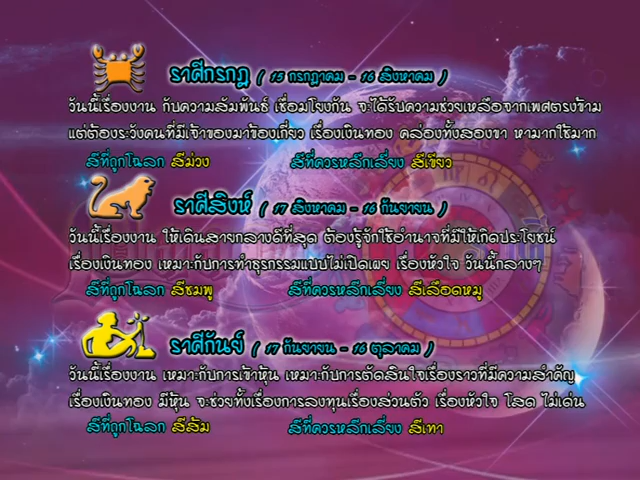 ราศีกรกฎ ( 15 กรกฎาคม - 16 สิงหาคม )
วันนี้เรื่องงาน กับความสัมพันธ์ เชื่อมโยงกัน จะได้รับความช่วยเหลือจากเพศตรงข้าม
แต่ต้องระวังคนที่มีเจ้าของมาข้องเกี่ยว เรื่องเงินทอง คล่องทั้งสองขา หามากใช้มาก
สีที่ถูกโฉลก สีม่วง สีที่ควรหลีกเลี่ยง สีเขียว
ราศีสิงห์ ( 17 สิงหาคม - 16 กันยายน )
วันนี้เรื่องงาน ให้เดินสายกลางดีที่สุด ต้องรู้จักใช้อำนาจที่มีให้เกิดประโยชน์
เรื่องเงินทอง เหมาะกับการทำธุรกรรมแบบไม่เปิดเผย เรื่องหัวใจ วันนี้กลางๆ
สีที่ถูกโฉลก สีชมพู สีที่ควรหลีกเลี่ยง สีเลือดหมู
ราศีกันย์ ( 17 กันยายน - 16 ตุลาคม )
วันนี้เรื่องงาน เหมาะกับการเข้าหุ้น เหมาะกับการตัดสินใจเรื่องราวที่มีความสำคัญ
เรื่องเงินทอง มีหุ้น จะช่วยทั้งเรื่องการลงทุนเรื่องส่วนตัว เรื่องหัวใจ โสด ไม่เด่น
สีที่ถูกโฉลก สีส้ม สีที่ควรหลีกเลี่ยง สีเทา